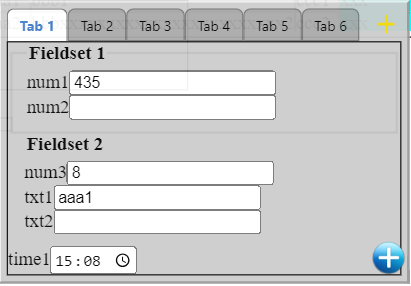 Tab 1 Tab 2 Tab 3 Tab 4 Tab 5 Tab 6 +
Fieldset 1
num1 435
num2
Fieldset 2
num3 8
txt1 aaa1
txt2
time1 15:08